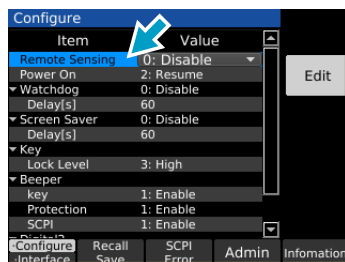 Configure
Item Value
Remote Sensing 0: Disable
Power On 2: Resume
Watchdog 0: Disable
Delay[s] 60
Screen Saver 0: Disable
Delay[s] 60
Key
Lock Level 3: High
Beeper
key 1: Enable
Protection 1: Enable
SCPI 1: Enable
Edit
Configure Recall SCPI Admin Infomation
Interface Save Error